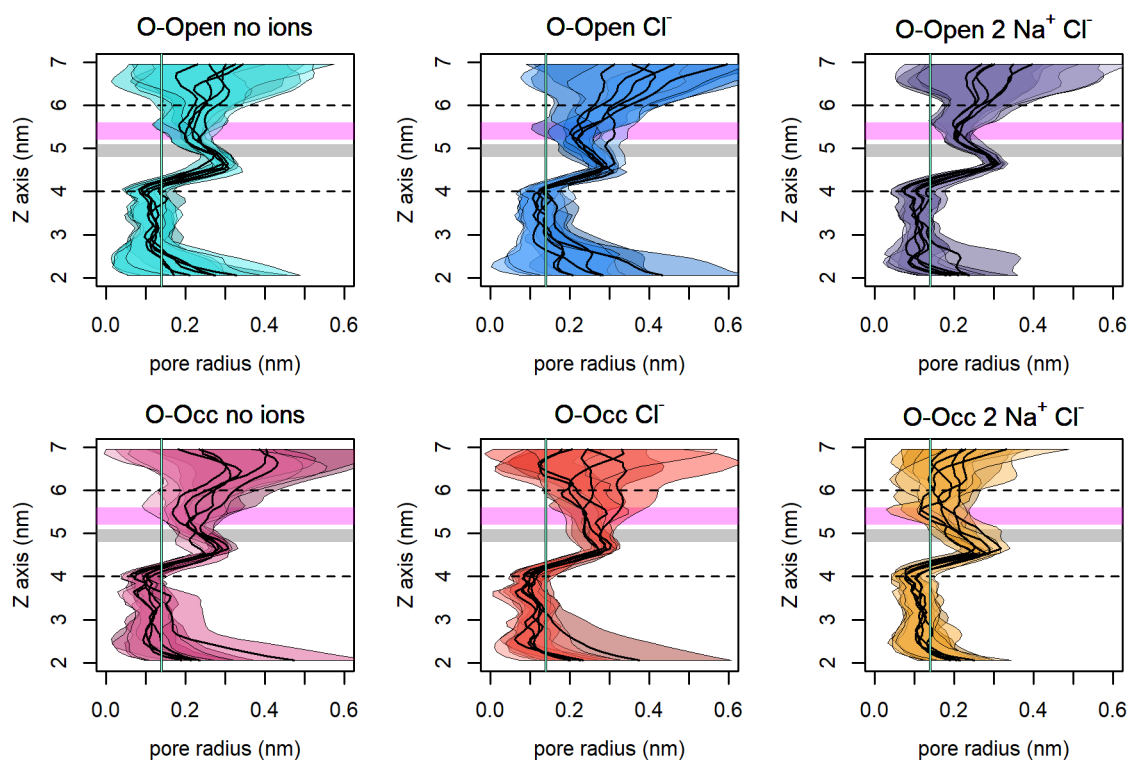 O-Open no ions
O-Open Cl⁻
O-Open 2 Na⁺ Cl⁻
Z axis (nm)
7
6
5
4
3
2
0.0 0.2 0.4 0.6
pore radius (nm)
Z axis (nm)
7
6
5
4
3
2
0.0 0.2 0.4 0.6
pore radius (nm)
Z axis (nm)
7
6
5
4
3
2
0.0 0.2 0.4 0.6
pore radius (nm)
O-Occ no ions
O-Occ Cl⁻
O-Occ 2 Na⁺ Cl⁻
Z axis (nm)
7
6
5
4
3
2
0.0 0.2 0.4 0.6
pore radius (nm)
Z axis (nm)
7
6
5
4
3
2
0.0 0.2 0.4 0.6
pore radius (nm)
Z axis (nm)
7
6
5
4
3
2
0.0 0.2 0.4 0.6
pore radius (nm)